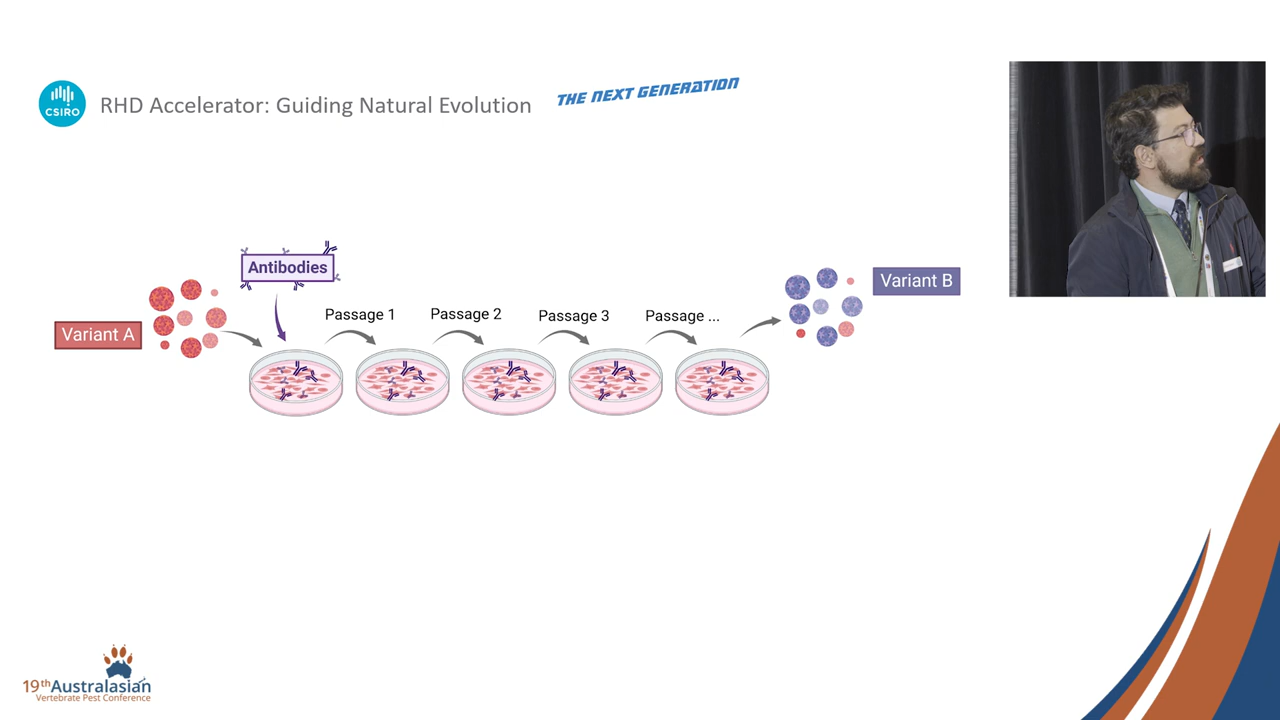 CSIRO
RHD Accelerator: Guiding Natural Evolution
THE NEXT GENERATION
Antibodies
Variant A
Passage 1
Passage 2
Passage 3
Passage ...
Variant B
19th Australasian
Vertebrate Pest Conference